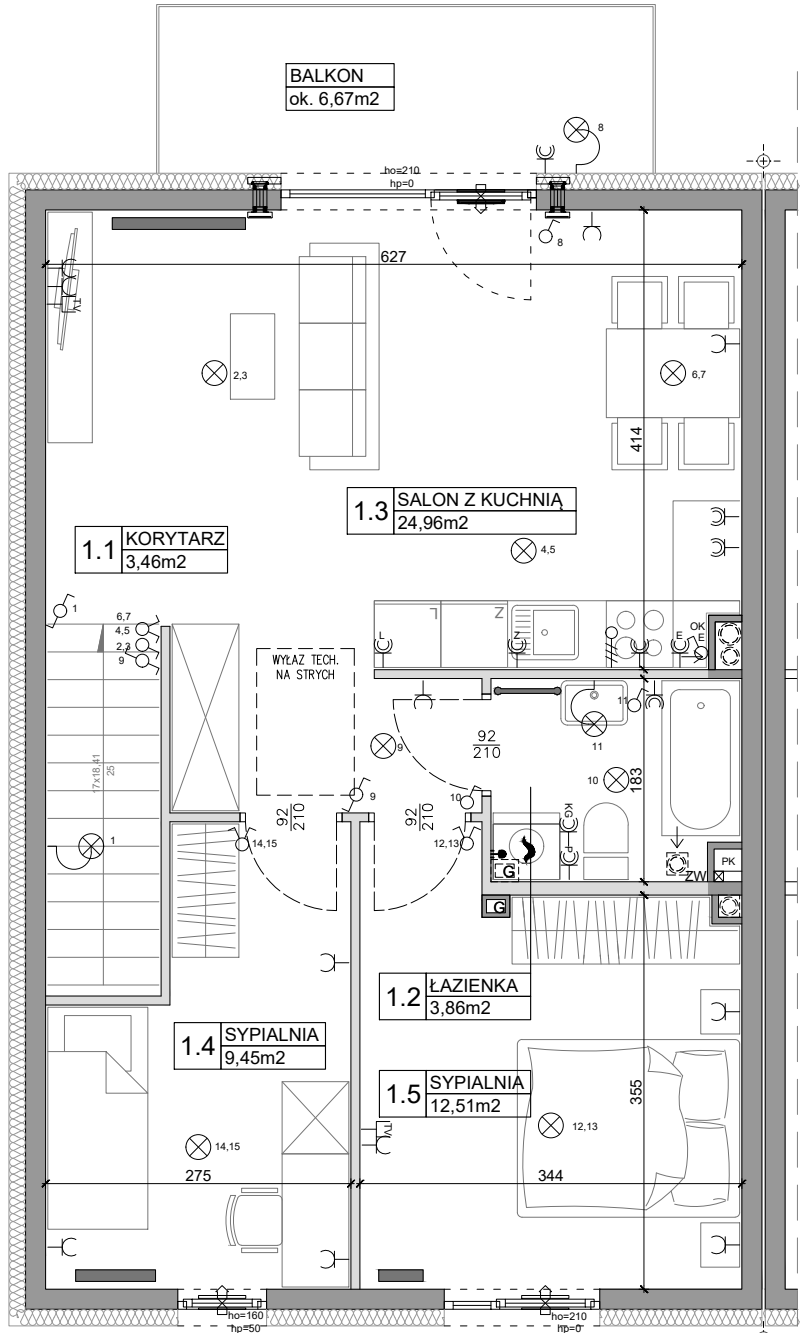 BALKON
ok. 6,67m2
8
ho=210
hp=0
8
627
TV
2,3
6,7
414
1.3 SALON Z KUCHNIĄ
24,96m2
1.1 KORYTARZ
3,46m2
4,5
1
6,7
4,5
2,3
9
L
Z
OK
L
Z
E
E
WYŁAZ TECH.
NA STRYCH
17x18,41
25
92
210
9
11
11
10
183
92
210
9
92
210
10
1
14,15
12,13
KG
P
G
PK
ZW
G
1.2 ŁAZIENKA
3,86m2
1.4 SYPIALNIA
9,45m2
1.5 SYPIALNIA
12,51m2
355
TV
12,13
14,15
275
344
ho=160
hp=50
ho=210
hp=0